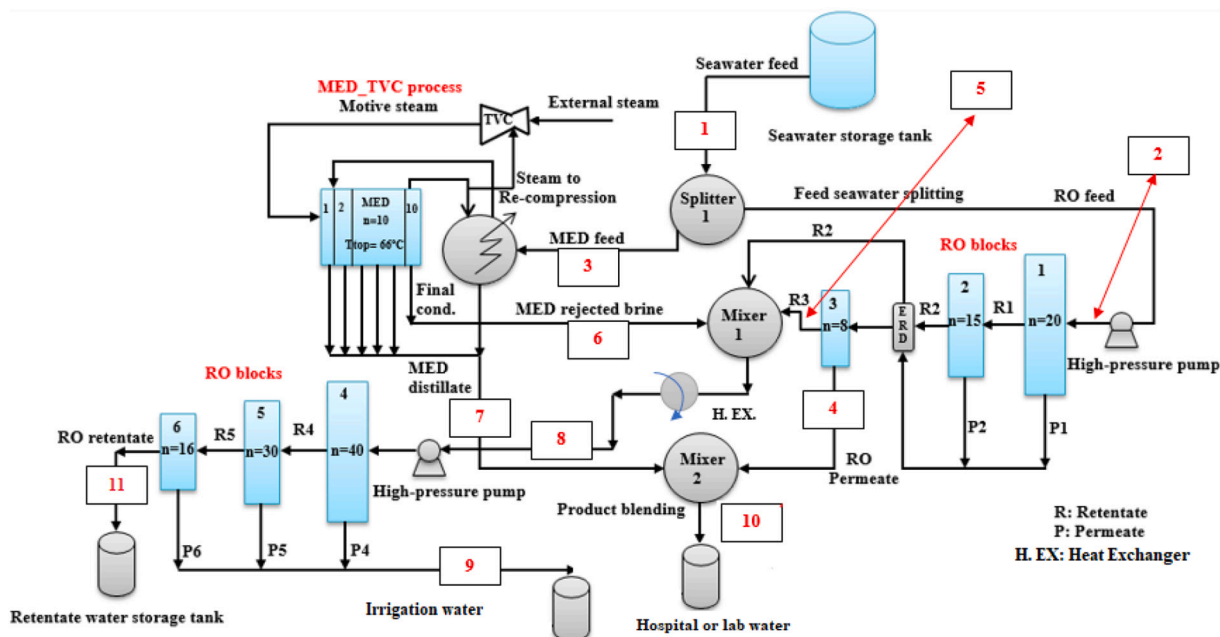 Seawater feed
5
MED_TVC process
Motive steam
External steam
TVC
1
Seawater storage tank
2
Steam to
Re-compression
Feed seawater splitting
RO feed
1
2
MED
n=10
Ttop= 66°C
10
Splitter
1
MED feed
3
R2
RO blocks
1
n=20
2
n=15
R1
R2
ERD
3
n=8
R3
Mixer
1
Final
cond.
MED rejected brine
6
High-pressure pump
MED
distillate
7
H. EX.
4
P2
P1
RO blocks
4
n=40
5
n=30
6
n=16
RO retentate
R5
R4
8
RO
Permeate
Mixer
2
11
High-pressure pump
Product blending
10
R: Retentate
P: Permeate
H. EX: Heat Exchanger
P6
P5
P4
9
Retentate water storage tank
Irrigation water
Hospital or lab water